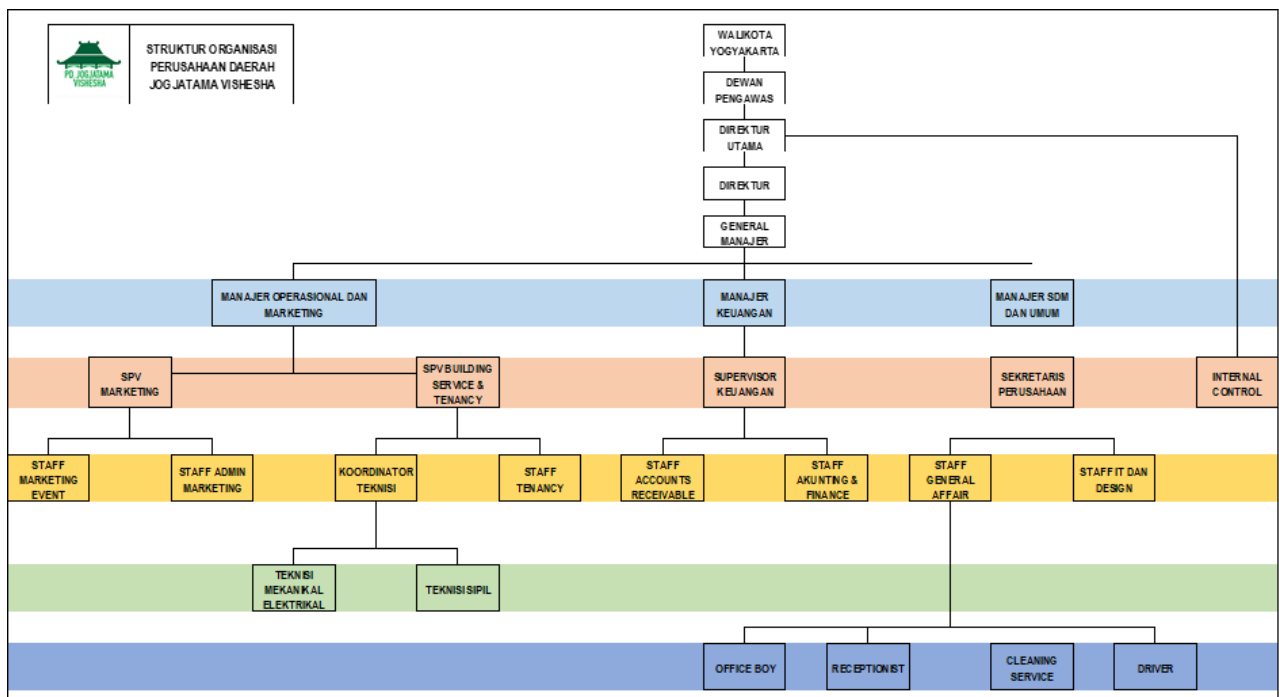 PD. JOGJATAMA
VISHESHA
STRUKTUR ORGANISASI
PERUSAHAAN DAERAH
JOGJATAMA VISHESHA
WALIKOTA
YOGYAKARTA
DEWAN
PENGAWAS
DIREKTUR
UTAMA
DIREKTUR
GENERAL
MANAJER
MANAJER OPERASIONAL DAN
MARKETING
MANAJER
KEUANGAN
MANAJER SDM
DAN UMUM
SPV
MARKETING
SPV BUILDING
SERVICE &
TENANCY
SUPERVISOR
KEUANGAN
SEKRETARIS
PERUSAHAAN
INTERNAL
CONTROL
STAFF
MARKETING
EVENT
STAFF ADMIN
MARKETING
KOORDINATOR
TEKNISI
STAFF
TENANCY
STAFF
ACCOUNTS
RECEIVABLE
STAFF
AKUNTING &
FINANCE
STAFF
GENERAL
AFFAIR
STAFF IT DAN
DESIGN
TEKNISI
MEKANIKAL
ELEKTRIKAL
TEKNISI SIPIL
OFFICE BOY
RECEPTIONIST
CLEANING
SERVICE
DRIVER